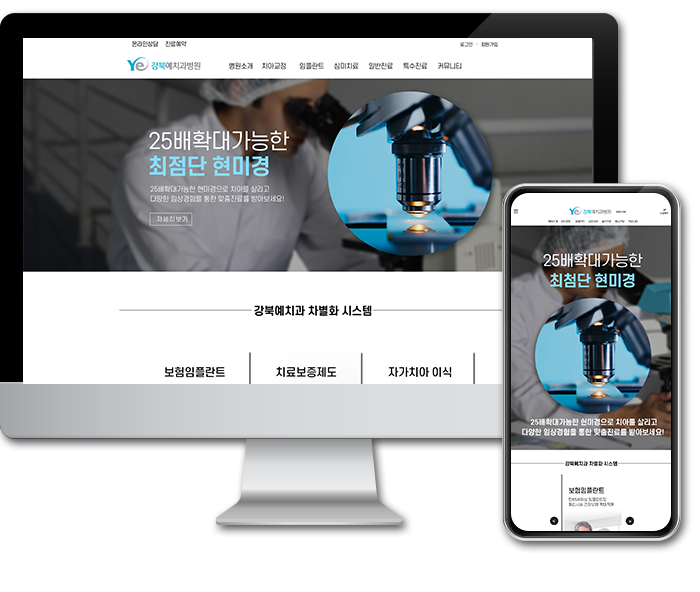 온라인상담 진료예약
로그인 · 회원가입
Ye 강북예치과병원
병원소개 치아교정 임플란트 심미치료 일반진료 특수진료 커뮤니티
25배확대가능한
최점단 현미경
25배확대가능한 현미경으로 치아를 살리고
다양한 임상경험을 통한 맞춤진료를 받아보세요!
자세히보기
강북예치과 차별화 시스템
보험임플란트
치료보증제도
자가치아 이식
Ye 강북예치과병원
25배확대가능한
최첨단 현미경
25배확대가능한 현미경으로 치아를 살리고
다양한 임상경험을 통한 맞춤진료를 받아보세요!
강북예치과 차별화 시스템
보험임플란트